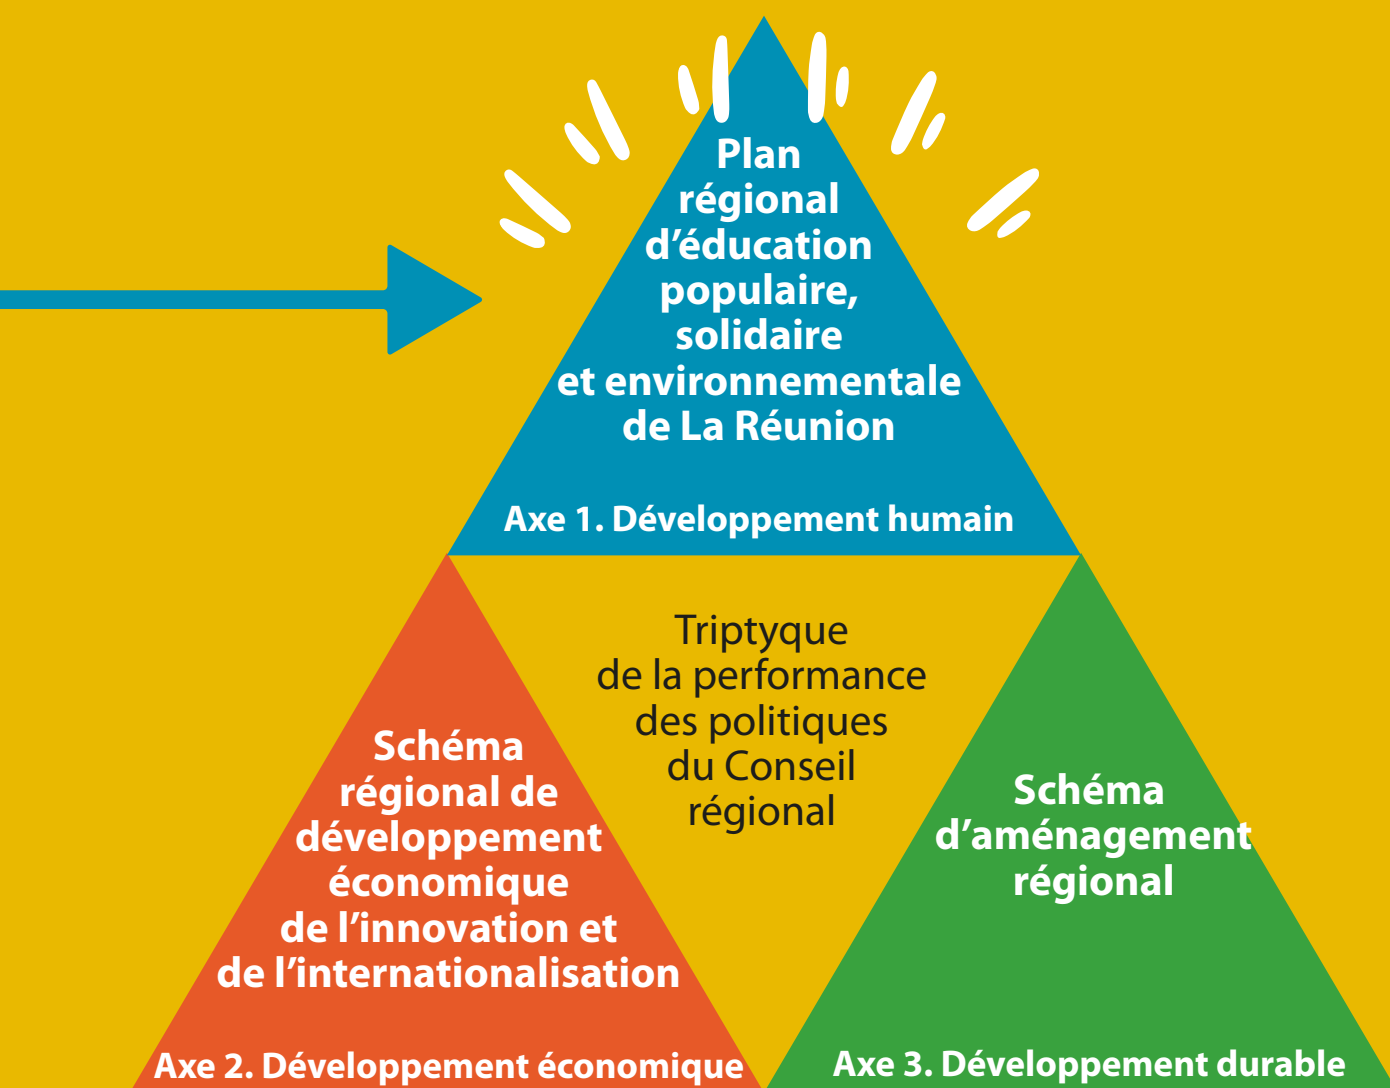 Plan
régional
d’éducation
populaire,
solidaire
et environnementale
de La Réunion
Axe 1. Développement humain
Triptyque
de la performance
des politiques
du Conseil
régional
Schéma
régional de
développement
économique
de l’innovation et
de l’internationalisation
Axe 2. Développement économique
Schéma
d’aménagement
régional
Axe 3. Développement durable